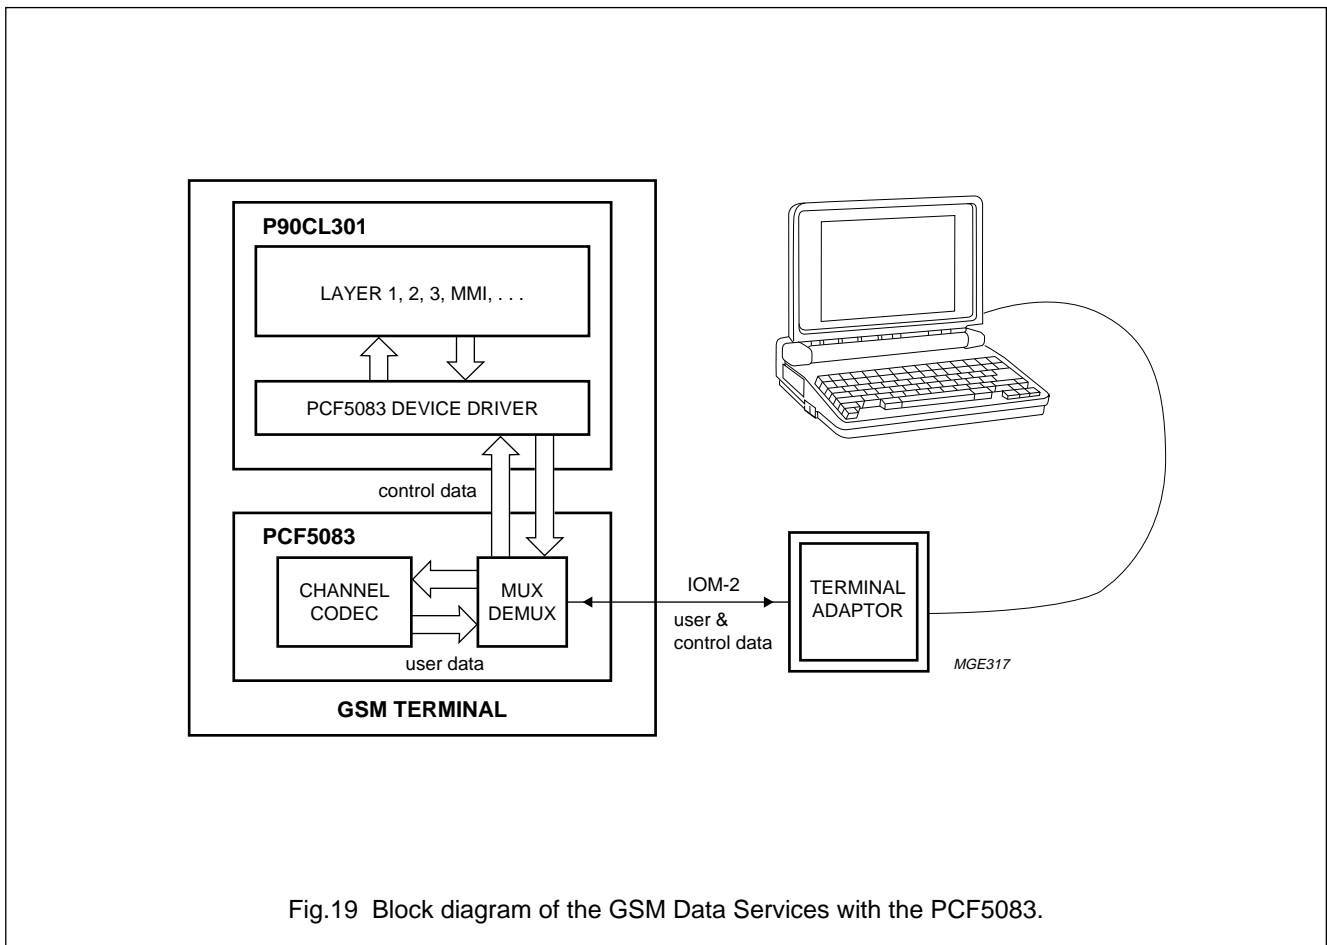 P90CL301
LAYER 1, 2, 3, MMI, . . .
PCF5083 DEVICE DRIVER
control data
PCF5083
CHANNEL
CODEC
MUX
DEMUX
user data
GSM TERMINAL
IOM-2
user &
control data
TERMINAL
ADAPTOR
MGE317
Fig.19 Block diagram of the GSM Data Services with the PCF5083.